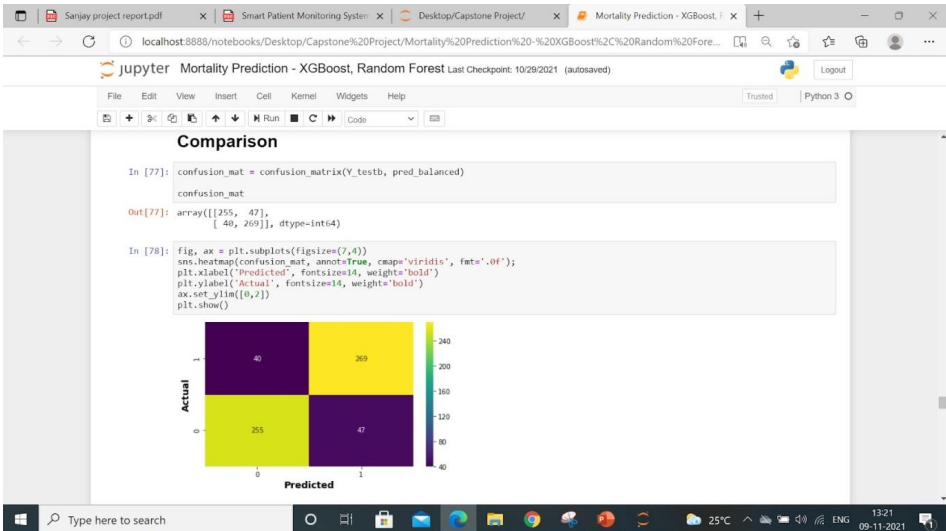 Sanjay project report.pdf
Smart Patient Monitoring System
Desktop/Capstone Project/
Mortality Prediction - XGBoost, F
localhost:8888/notebooks/Desktop/Capstone%20Project/Mortality%20Prediction%20-%20XGBoost%2C%20Random%20Fore...
jupyter Mortality Prediction - XGBoost, Random Forest Last Checkpoint: 10/29/2021 (autosaved)
Logout
File Edit View Insert Cell Kernel Widgets Help
Trusted
Python 3
Run
Code
Comparison
In [77]: confusion_mat = confusion_matrix(Y_testb, pred_balanced)
confusion_mat
Out[77]: array([[255, 47],
[ 40, 269]], dtype=int64)
In [78]: fig, ax = plt.subplots(figsize=(7,4))
sns.heatmap(confusion_mat, annot=True, cmap='viridis', fmt='.0f');
plt.xlabel('Predicted', fontsize=14, weight='bold')
plt.ylabel('Actual', fontsize=14, weight='bold')
ax.set_ylim([0,2])
plt.show()
Actual
1
40
269
0
255
47
0
1
Predicted
240
200
160
120
80
40
Type here to search
25°C
ENG
13:21
09-11-2021